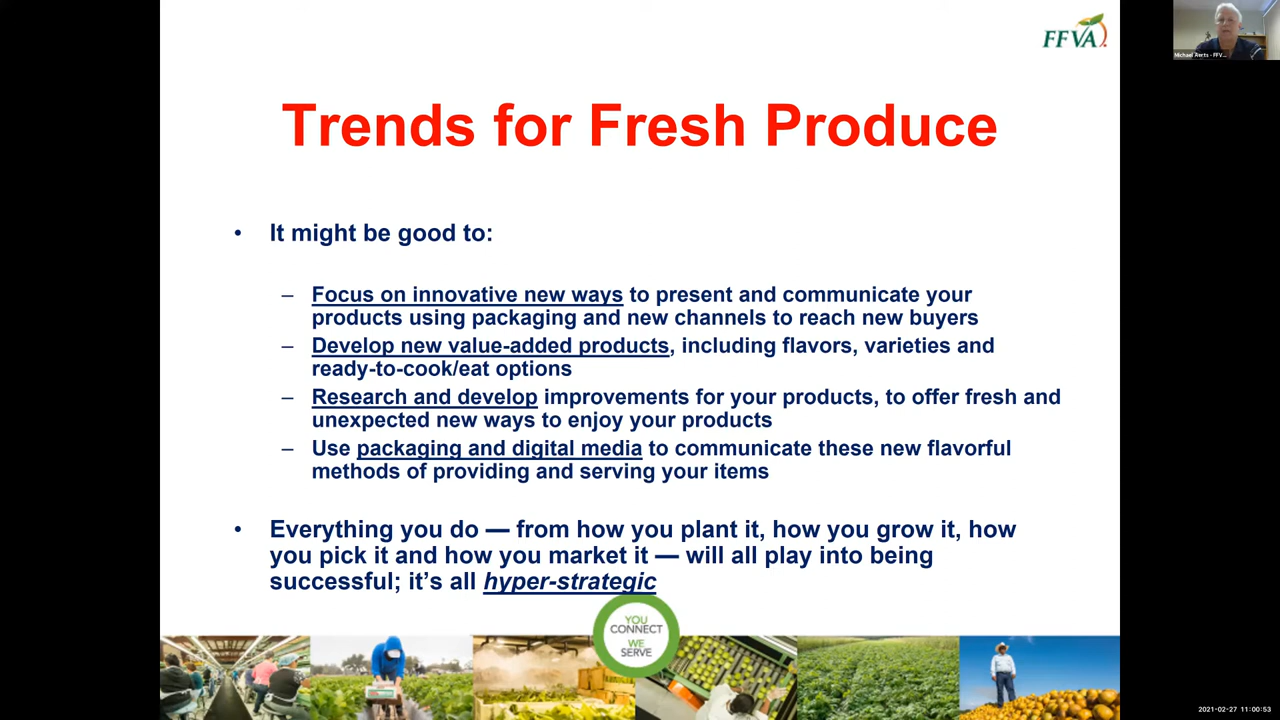 FFVA
Michael Aerts - FFV...
Trends for Fresh Produce
• It might be good to:
– Focus on innovative new ways to present and communicate your
products using packaging and new channels to reach new buyers
– Develop new value-added products, including flavors, varieties and
ready-to-cook/eat options
– Research and develop improvements for your products, to offer fresh and
unexpected new ways to enjoy your products
– Use packaging and digital media to communicate these new flavorful
methods of providing and serving your items
• Everything you do — from how you plant it, how you grow it, how
you pick it and how you market it — will all play into being
successful; it's all hyper-strategic
YOU
CONNECT
WE
SERVE
2021-02-27 11:00:53